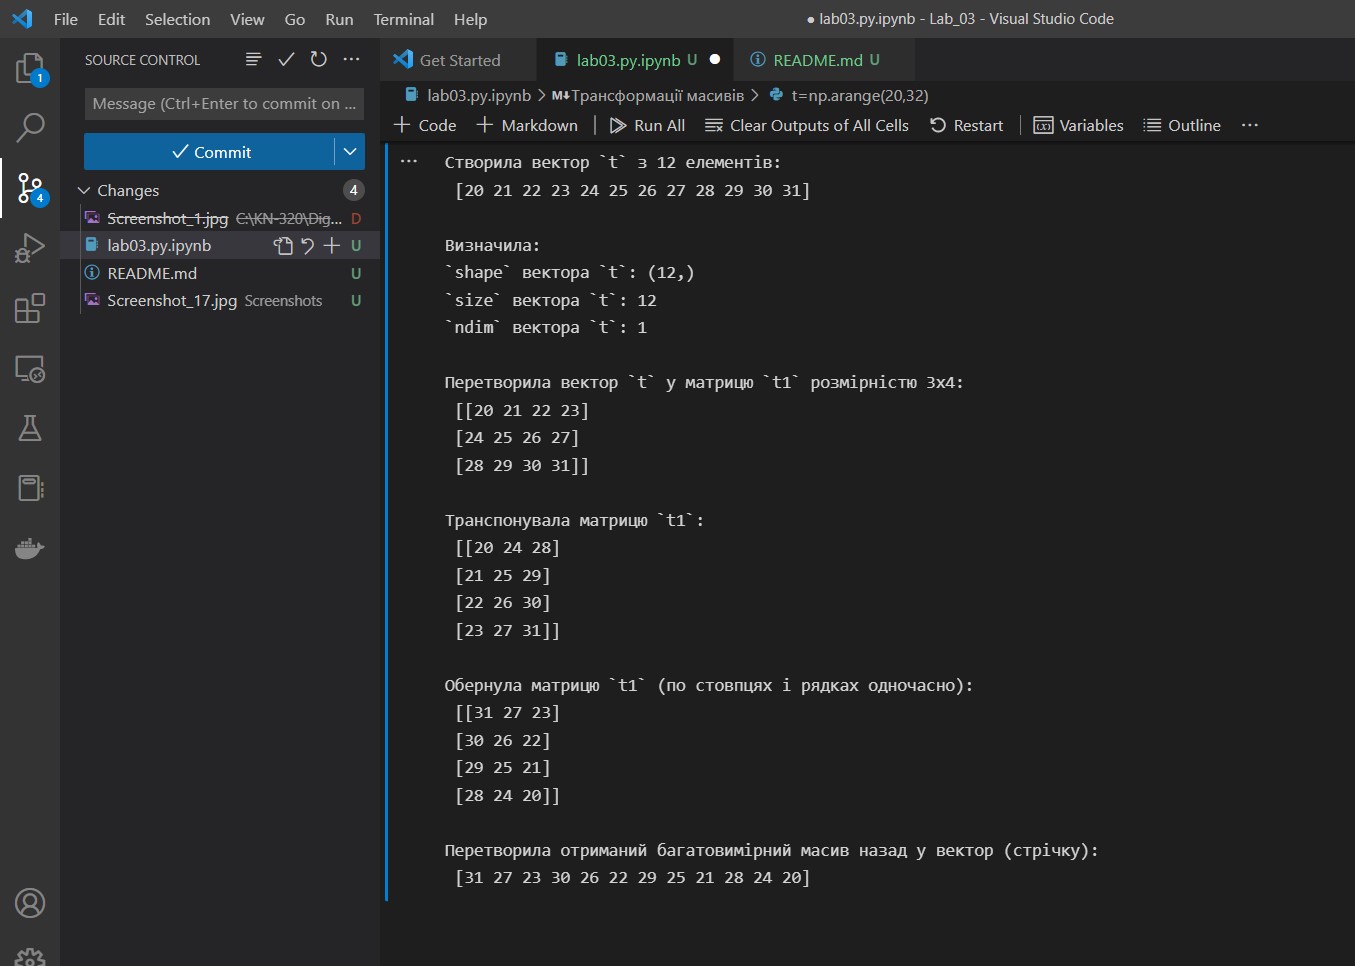 File Edit Selection View Go Run Terminal Help
● lab03.py.ipynb - Lab_03 - Visual Studio Code
SOURCE CONTROL
Get Started
lab03.py.ipynb U
README.md U
Message (Ctrl+Enter to commit on ...
lab03.py.ipynb > M↓Трансформації масивів > t=np.arange(20,32)
+ Code + Markdown Run All Clear Outputs of All Cells Restart Variables Outline ...
Commit
Changes 4
Screenshot_1.jpg C:\KN-320\Dig... D
lab03.py.ipynb U
README.md U
Screenshot_17.jpg Screenshots U
1
4
Створила вектор `t` з 12 елементів:
[20 21 22 23 24 25 26 27 28 29 30 31]
Визначила:
`shape` вектора `t`: (12,)
`size` вектора `t`: 12
`ndim` вектора `t`: 1
Перетворила вектор `t` у матрицю `t1` розмірністю 3x4:
[[20 21 22 23]
[24 25 26 27]
[28 29 30 31]]
Транспонувала матрицю `t1`:
[[20 24 28]
[21 25 29]
[22 26 30]
[23 27 31]]
Обернула матрицю `t1` (по стовпцях і рядках одночасно):
[[31 27 23]
[30 26 22]
[29 25 21]
[28 24 20]]
Перетворила отриманий багатовимірний масив назад у вектор (стрічку):
[31 27 23 30 26 22 29 25 21 28 24 20]